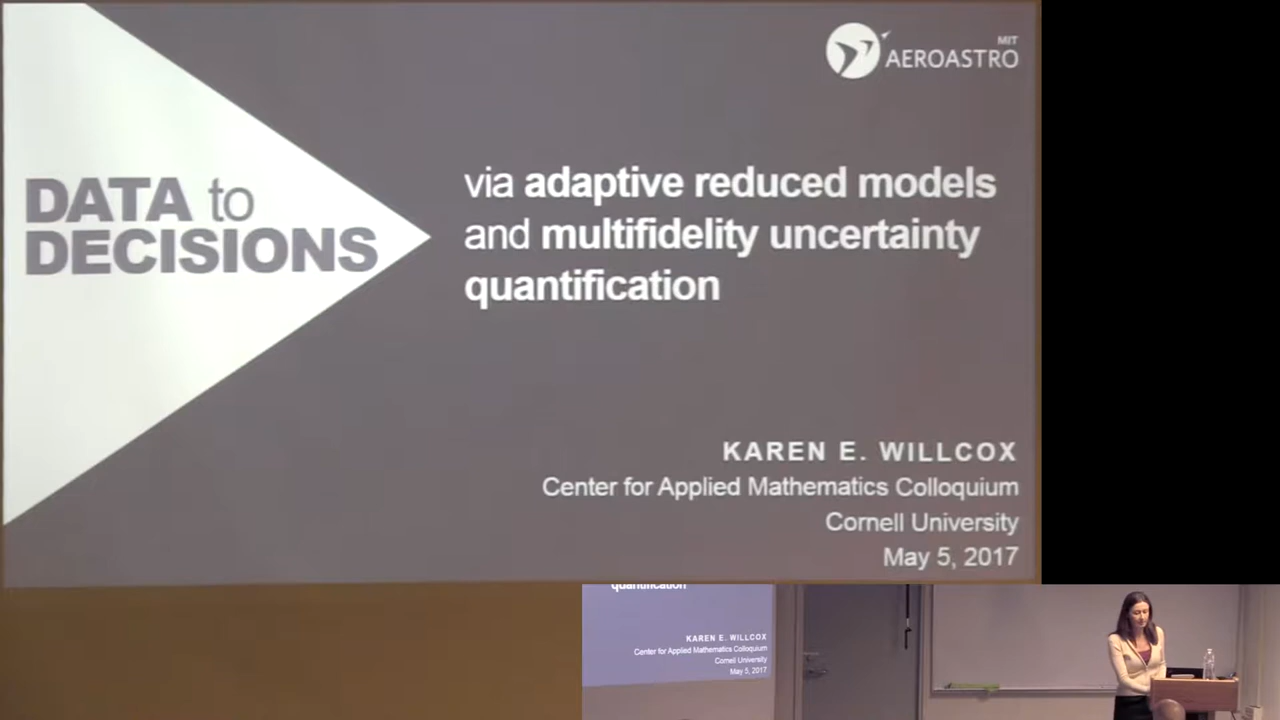 MIT
AEROASTRO
DATA to
DECISIONS
via adaptive reduced models
and multifidelity uncertainty
quantification
KAREN E. WILLCOX
Center for Applied Mathematics Colloquium
Cornell University
May 5, 2017
quantification
KAREN E. WILLCOX
Center for Applied Mathematics Colloquium
Cornell University
May 5, 2017